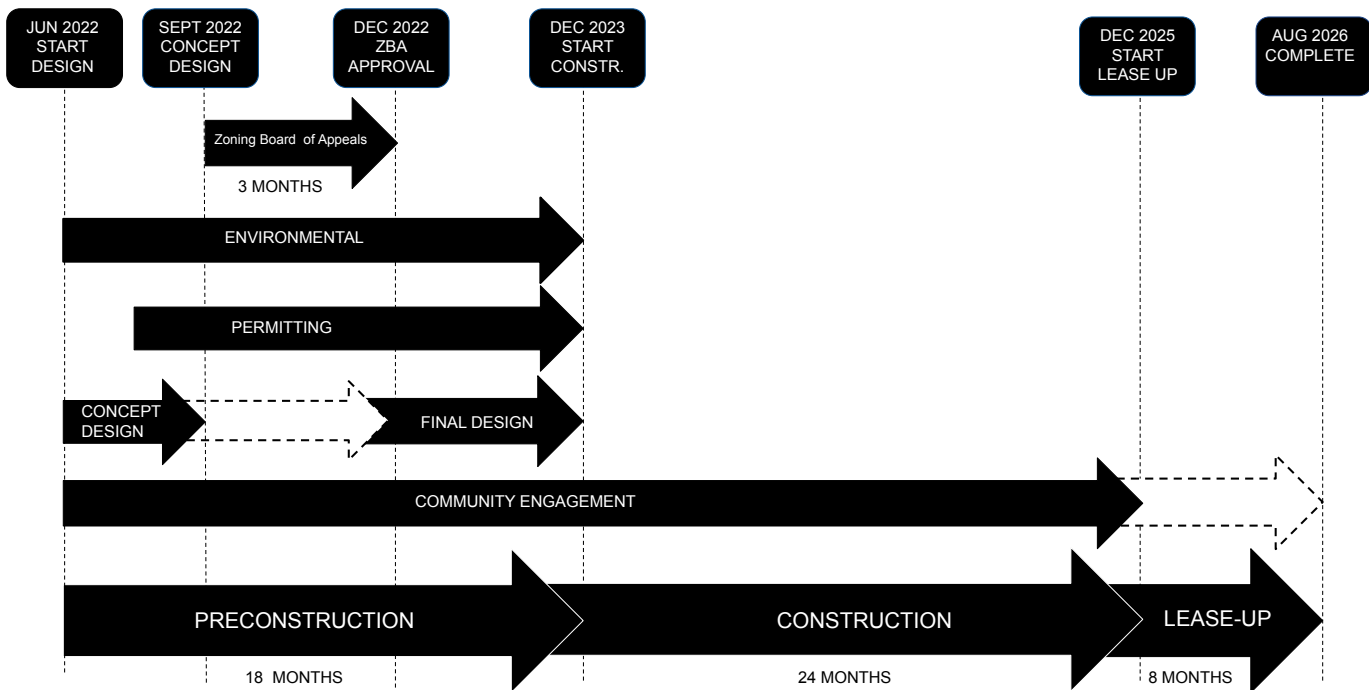 JUN 2022
START
DESIGN
SEPT 2022
CONCEPT
DESIGN
DEC 2022
ZBA
APPROVAL
DEC 2023
START
CONSTR.
DEC 2025
START
LEASE UP
AUG 2026
COMPLETE
Zoning Board of Appeals
3 MONTHS
ENVIRONMENTAL
PERMITTING
CONCEPT
DESIGN
FINAL DESIGN
COMMUNITY ENGAGEMENT
PRECONSTRUCTION
CONSTRUCTION
LEASE-UP
18 MONTHS
24 MONTHS
8 MONTHS